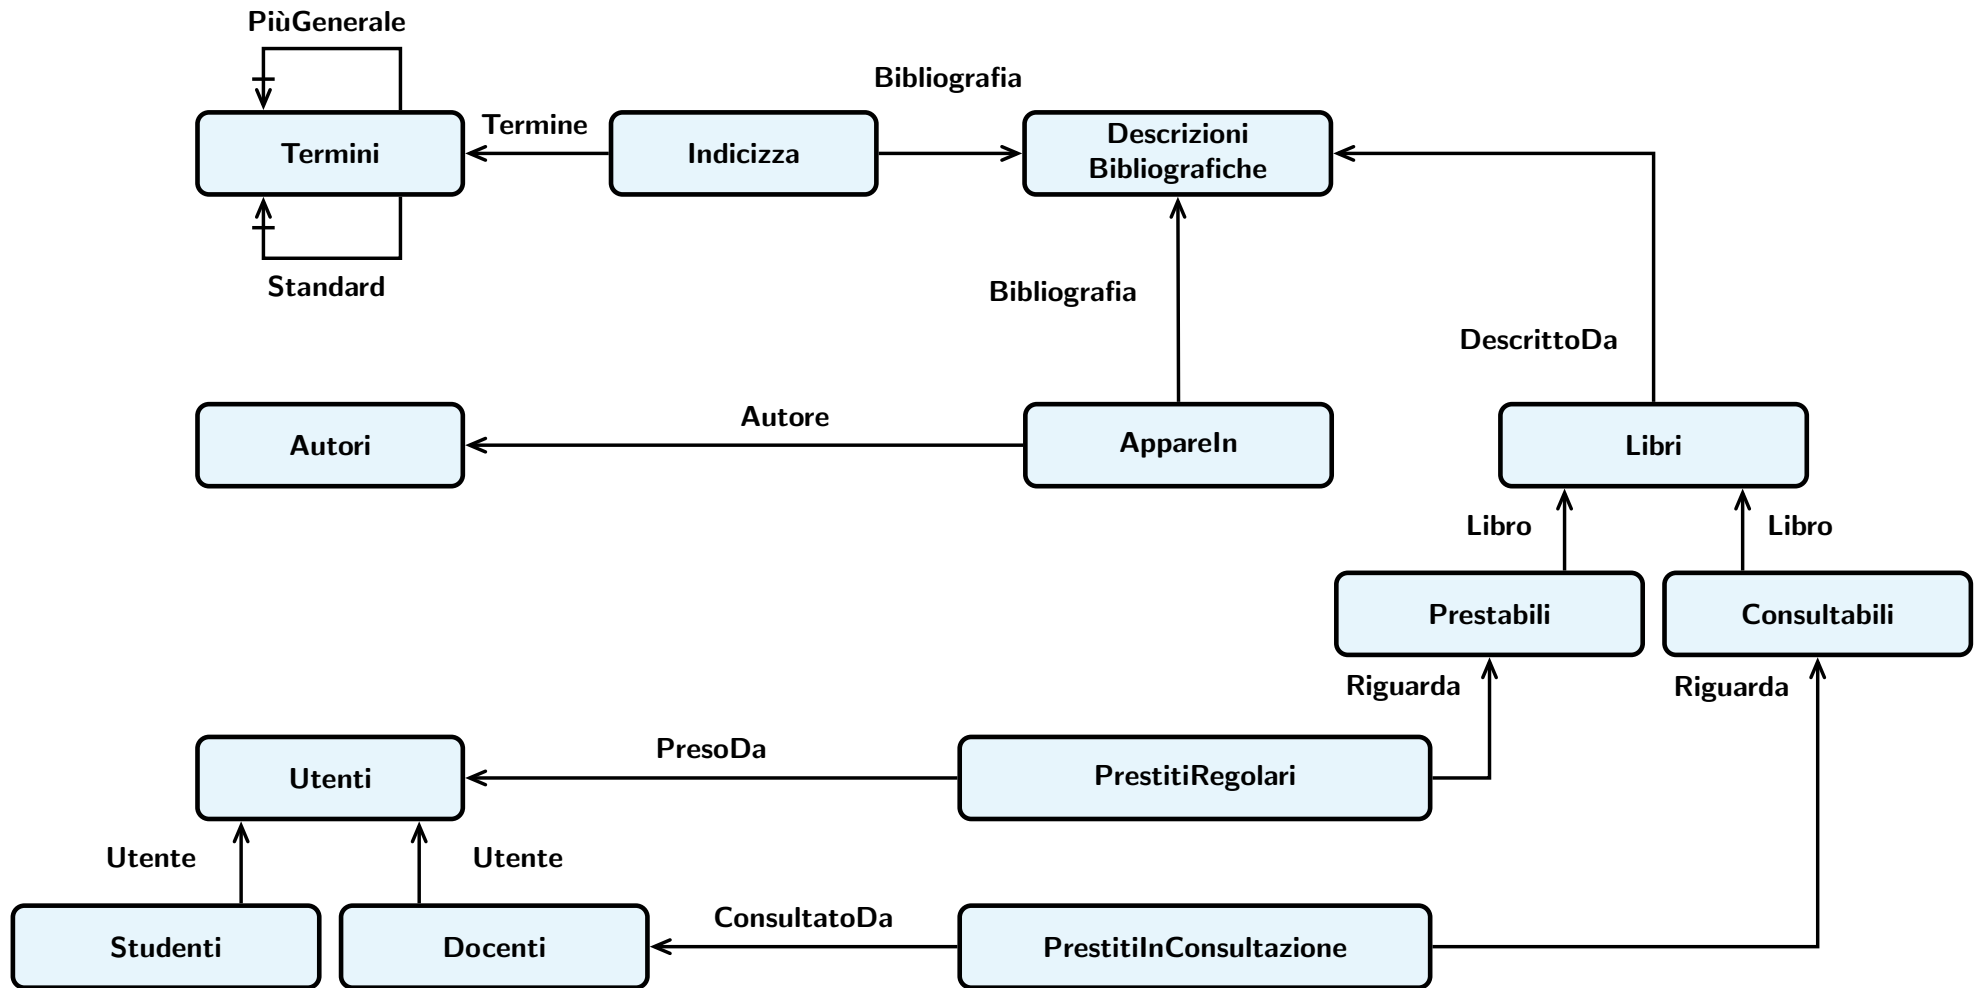 PiùGenerale
Bibliografia
Termine
Termini
Indicizza
Descrizioni
Bibliografiche
Standard
Bibliografia
DescrittoDa
Autore
Autori
AppareIn
Libri
Libro
Libro
Prestabili
Consultabili
Riguarda
Riguarda
PresoDa
Utenti
PrestitiRegolari
Utente
Utente
ConsultatoDa
Studenti
Docenti
PrestitiInConsultazione